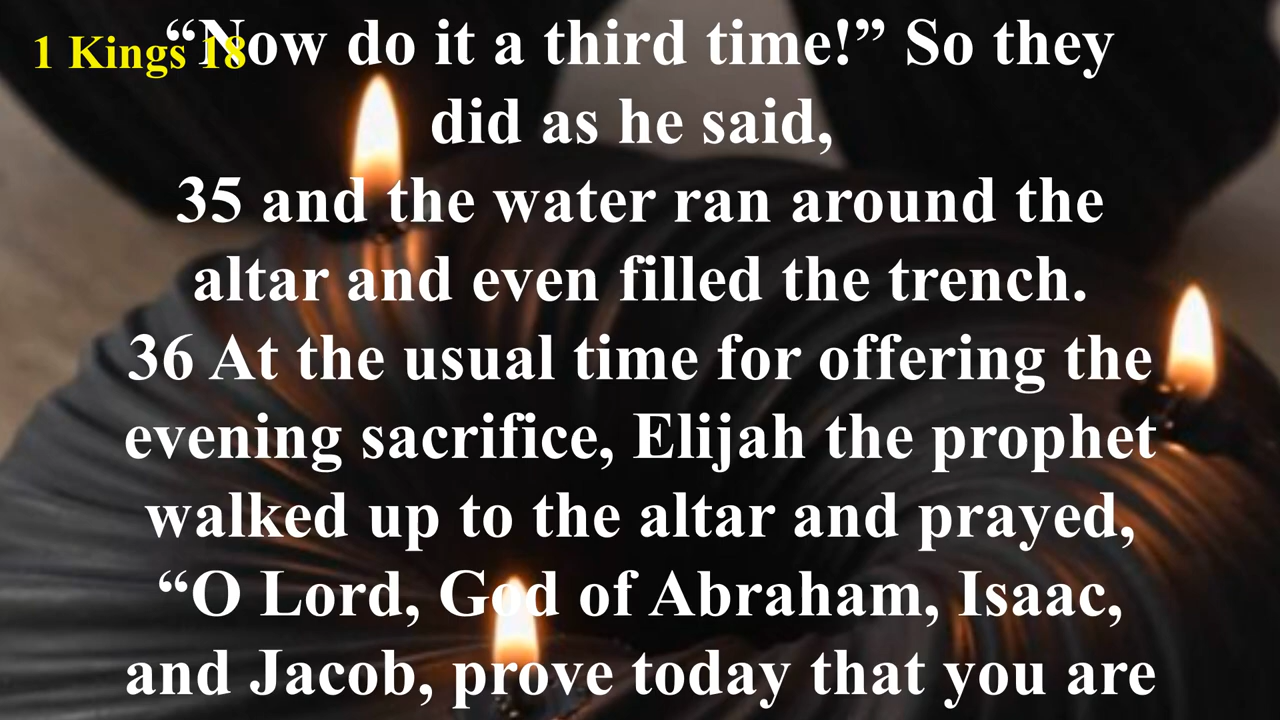 1 Kings 18
“Now do it a third time!” So they
did as he said,
35 and the water ran around the
altar and even filled the trench.
36 At the usual time for offering the
evening sacrifice, Elijah the prophet
walked up to the altar and prayed,
“O Lord, God of Abraham, Isaac,
and Jacob, prove today that you are